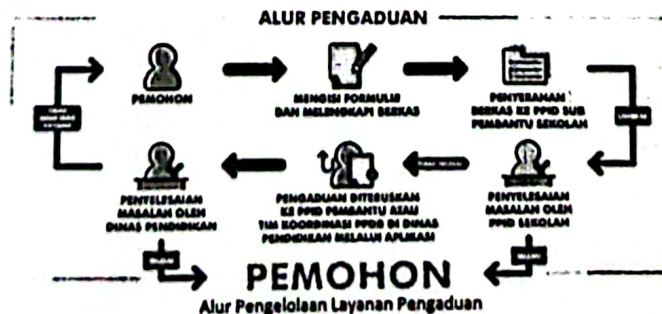 ALUR PENGADUAN
PEMOHON
MENGISI FORMULIR
DAN MELENGKAPI BERKAS
PENYERAHAN
BERKAS KE PPID SUB
PEMBANTU SEKOLAH
PENYELESAIAN
MASALAH OLEH
DINAS PENDIDIKAN
PENGADUAN DITERUSKAN
KE PPID PEMBANTU ATAU
TIM KOORDINASI PPDB DI DINAS
PENDIDIKAN MELALUI APLIKASI
PENYELESAIAN
MASALAH OLEH
PPID SEKOLAH
PEMOHON
Alur Pengelolaan Layanan Pengaduan